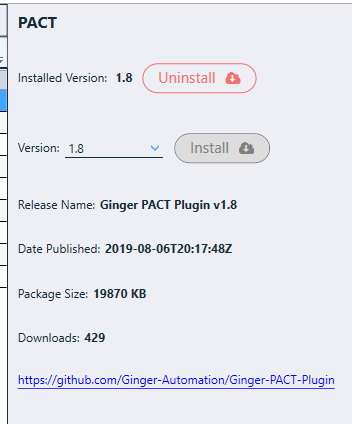 PACT
Installed Version: 1.8 Uninstall
Version: 1.8 Install
Release Name: Ginger PACT Plugin v1.8
Date Published: 2019-08-06T20:17:48Z
Package Size: 19870 KB
Downloads: 429
https://github.com/Ginger-Automation/Ginger-PACT-Plugin